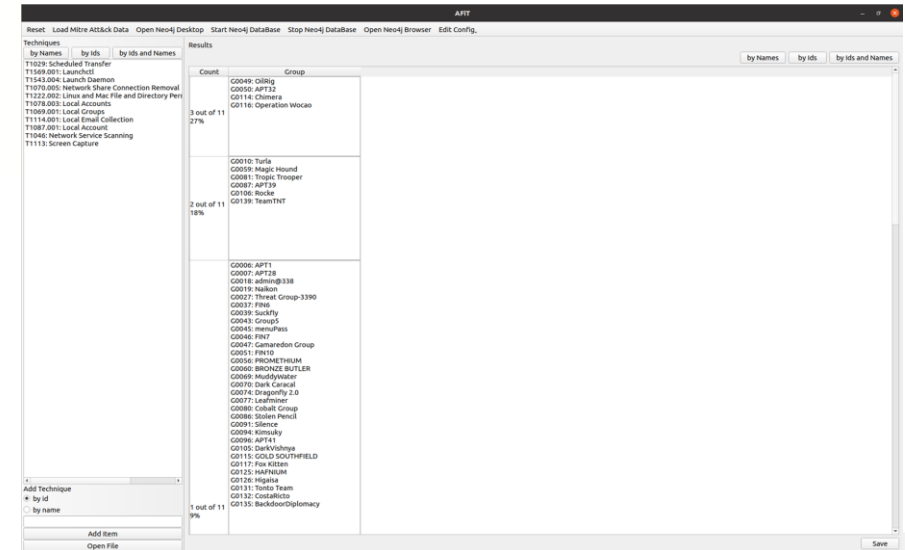 AFIT
Reset Load Mitre Att&ck Data Open Neo4j Desktop Start Neo4j DataBase Stop Neo4j DataBase Open Neo4j Browser Edit Config,
Techniques
by Names by Ids by Ids and Names
T1029: Scheduled Transfer
T1569.001: Launchctl
T1543.004: Launch Daemon
T1070.005: Network Share Connection Removal
T1222.002: Linux and Mac File and Directory Per
T1078.003: Local Accounts
T1069.001: Local Groups
T1114.001: Local Email Collection
T1087.001: Local Account
T1046: Network Service Scanning
T1113: Screen Capture
Add Technique
by id
by name
Add Item
Open File
Results
by Names by Ids by Ids and Names
Count Group
3 out of 11
27%
G0049: OilRig
G0050: APT32
G0114: Chimera
G0116: Operation Wocao
2 out of 11
18%
G0010: Turla
G0059: Magic Hound
G0081: Tropic Trooper
G0087: APT39
G0106: Rocke
G0139: TeamTNT
1 out of 11
9%
G0006: APT1
G0007: APT28
G0018: admin@338
G0019: Naikon
G0027: Threat Group-3390
G0037: FIN6
G0039: Suckfly
G0043: Group5
G0045: menuPass
G0046: FIN7
G0047: Gamaredon Group
G0051: FIN10
G0056: PROMETHIUM
G0060: BRONZE BUTLER
G0069: MuddyWater
G0070: Dark Caracal
G0074: Dragonfly 2.0
G0077: Leafminer
G0080: Cobalt Group
G0086: Stolen Pencil
G0091: Silence
G0094: Kimsuky
G0096: APT41
G0105: DarkVishnya
G0115: GOLD SOUTHFIELD
G0117: Fox Kitten
G0125: HAFNIUM
G0126: Higaisa
G0131: Tonto Team
G0132: CostaRicto
G0135: BackdoorDiplomacy
Save